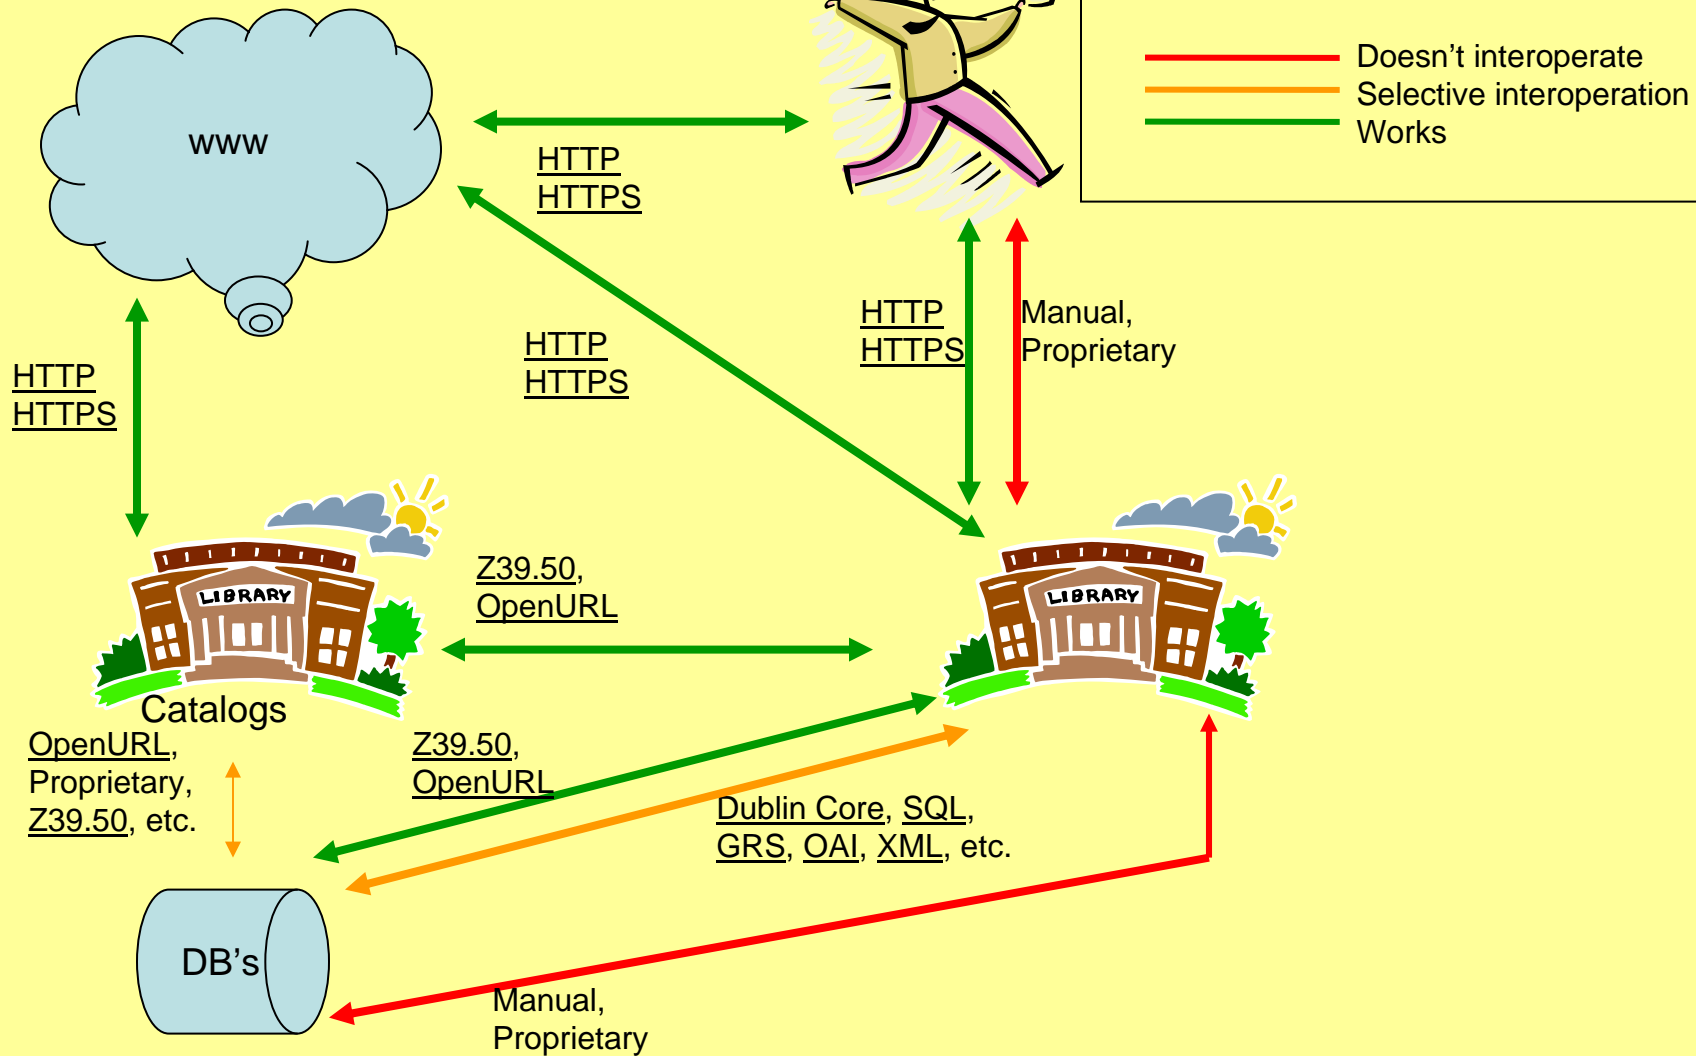 Doesn't interoperate
Selective interoperation
Works
www
HTTP
HTTPS
HTTP
HTTPS
Manual,
Proprietary
HTTP
HTTPS
HTTP
HTTPS
LIBRARY
Z39.50,
OpenURL
LIBRARY
Catalogs
OpenURL,
Proprietary,
Z39.50, etc.
Z39.50,
OpenURL
Dublin Core, SQL,
GRS, OAI, XML, etc.
DB's
Manual,
Proprietary